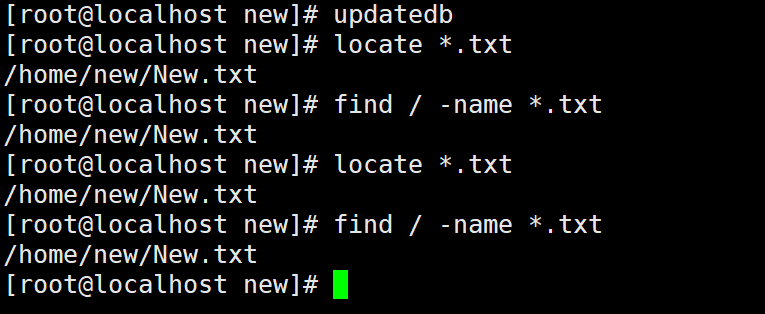 [root@localhost new]# updatedb
[root@localhost new]# locate *.txt
/home/new/New.txt
[root@localhost new]# find / -name *.txt
/home/new/New.txt
[root@localhost new]# locate *.txt
/home/new/New.txt
[root@localhost new]# find / -name *.txt
/home/new/New.txt
[root@localhost new]#